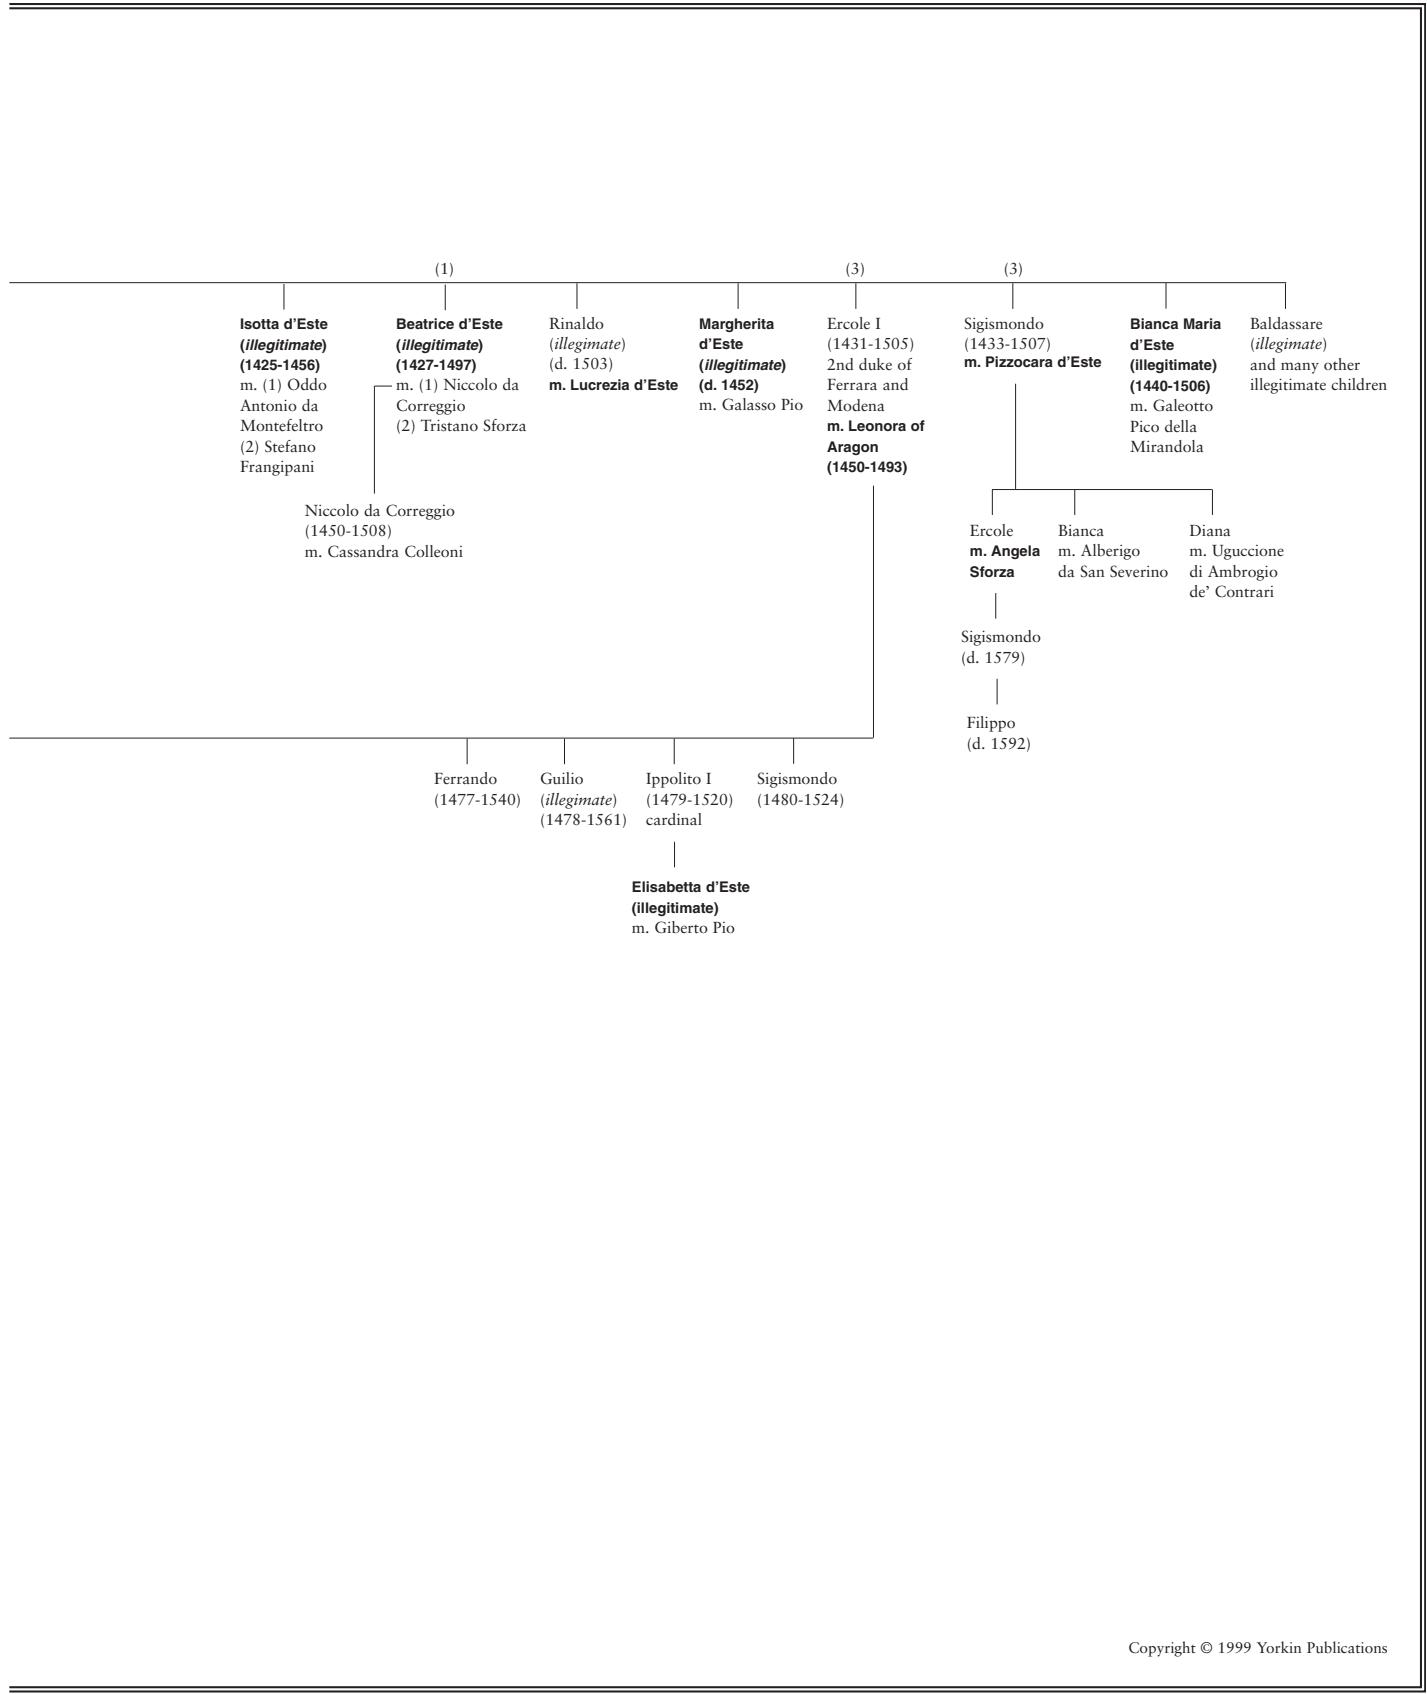 (1)
(3)
(3)
Isotta d'Este
(illegitimate)
(1425-1456)
m. (1) Oddo
Antonio da
Montefeltro
(2) Stefano
Frangipani
Beatrice d'Este
(illegitimate)
(1427-1497)
m. (1) Niccolo da
Correggio
(2) Tristano Sforza
Rinaldo
(illegimate)
(d. 1503)
m. Lucrezia d'Este
Margherita
d'Este
(illegitimate)
(d. 1452)
m. Galasso Pio
Ercole I
(1431-1505)
2nd duke of
Ferrara and
Modena
m. Leonora of
Aragon
(1450-1493)
Sigismondo
(1433-1507)
m. Pizzocara d'Este
Bianca Maria
d'Este
(illegitimate)
(1440-1506)
m. Galeotto
Pico della
Mirandola
Baldassare
(illegimate)
and many other
illegitimate children
Niccolo da Correggio
(1450-1508)
m. Cassandra Colleoni
Ercole
m. Angela
Sforza
Bianca
m. Alberigo
da San Severino
Diana
m. Uguccione
di Ambrogio
de' Contrari
Sigismondo
(d. 1579)
Filippo
(d. 1592)
Ferrando
(1477-1540)
Guilio
(illegimate)
(1478-1561)
Ippolito I
(1479-1520)
cardinal
Sigismondo
(1480-1524)
Elisabetta d'Este
(illegitimate)
m. Giberto Pio
Copyright © 1999 Yorkin Publications